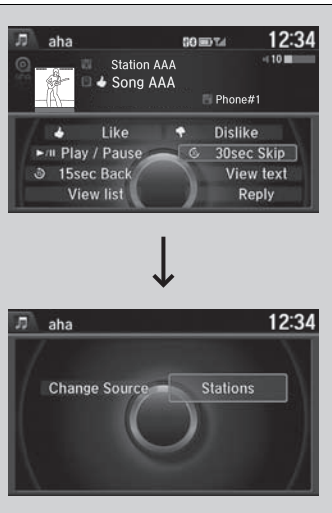 aha 12:34
Station AAA 10
Song AAA
Phone#1
Like Dislike
Play / Pause 30sec Skip
15sec Back View text
View list Reply
aha 12:34
Change Source Stations